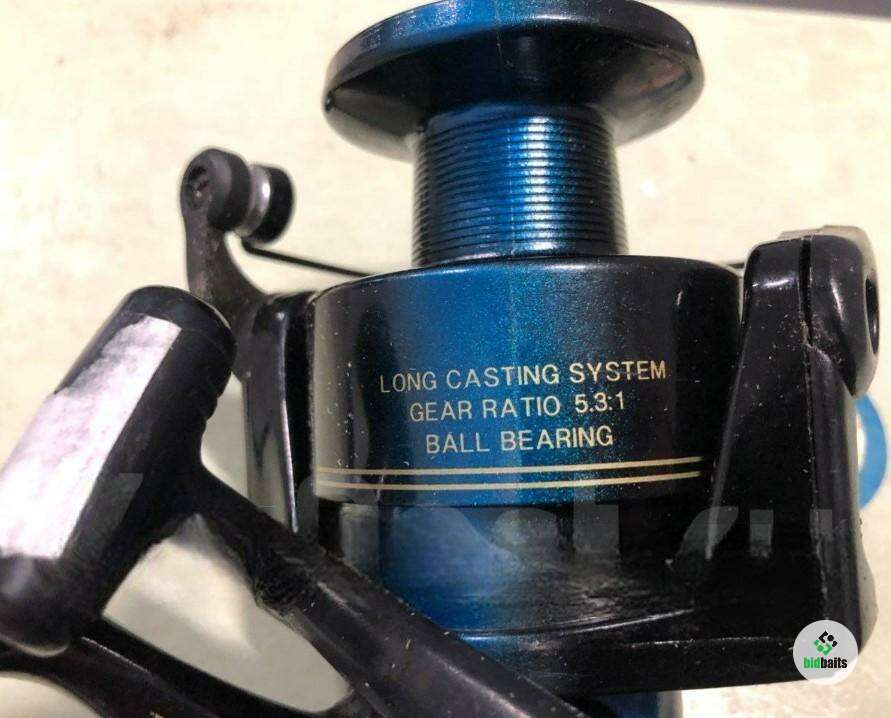 LONG CASTING SYSTEM
GEAR RATIO 5.3:1
BALL BEARING
bidbaits